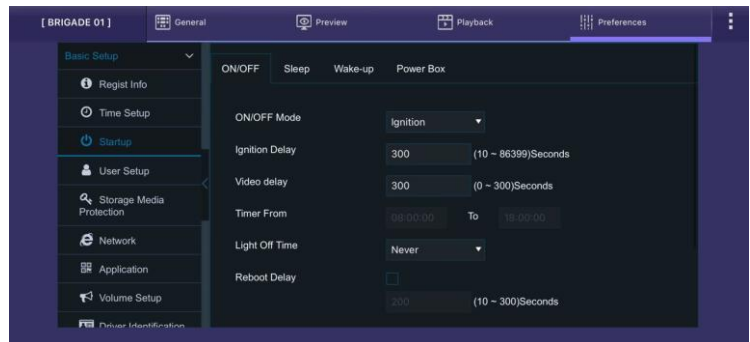 [ BRIGADE 01 ]
General
Preview
Playback
Preferences
Basic Setup
Regist Info
Time Setup
Startup
User Setup
Storage Media
Protection
Network
Application
Volume Setup
Driver Identification
ON/OFF Sleep Wake-up Power Box
ON/OFF Mode Ignition
Ignition Delay 300 (10 ~ 86399)Seconds
Video delay 300 (0 ~ 300)Seconds
Timer From 08:00:00 To 18:00:00
Light Off Time Never
Reboot Delay
200 (10 ~ 300)Seconds